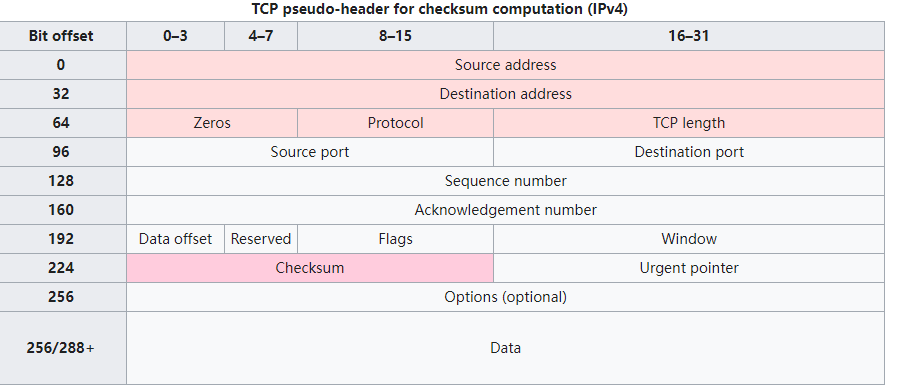 TCP pseudo-header for checksum computation (IPv4)
Bit offset 0–3 4–7 8–15 16–31
0 Source address
32 Destination address
64 Zeros Protocol TCP length
96 Source port Destination port
128 Sequence number
160 Acknowledgement number
192 Data offset Reserved Flags Window
224 Checksum Urgent pointer
256 Options (optional)
256/288+ Data